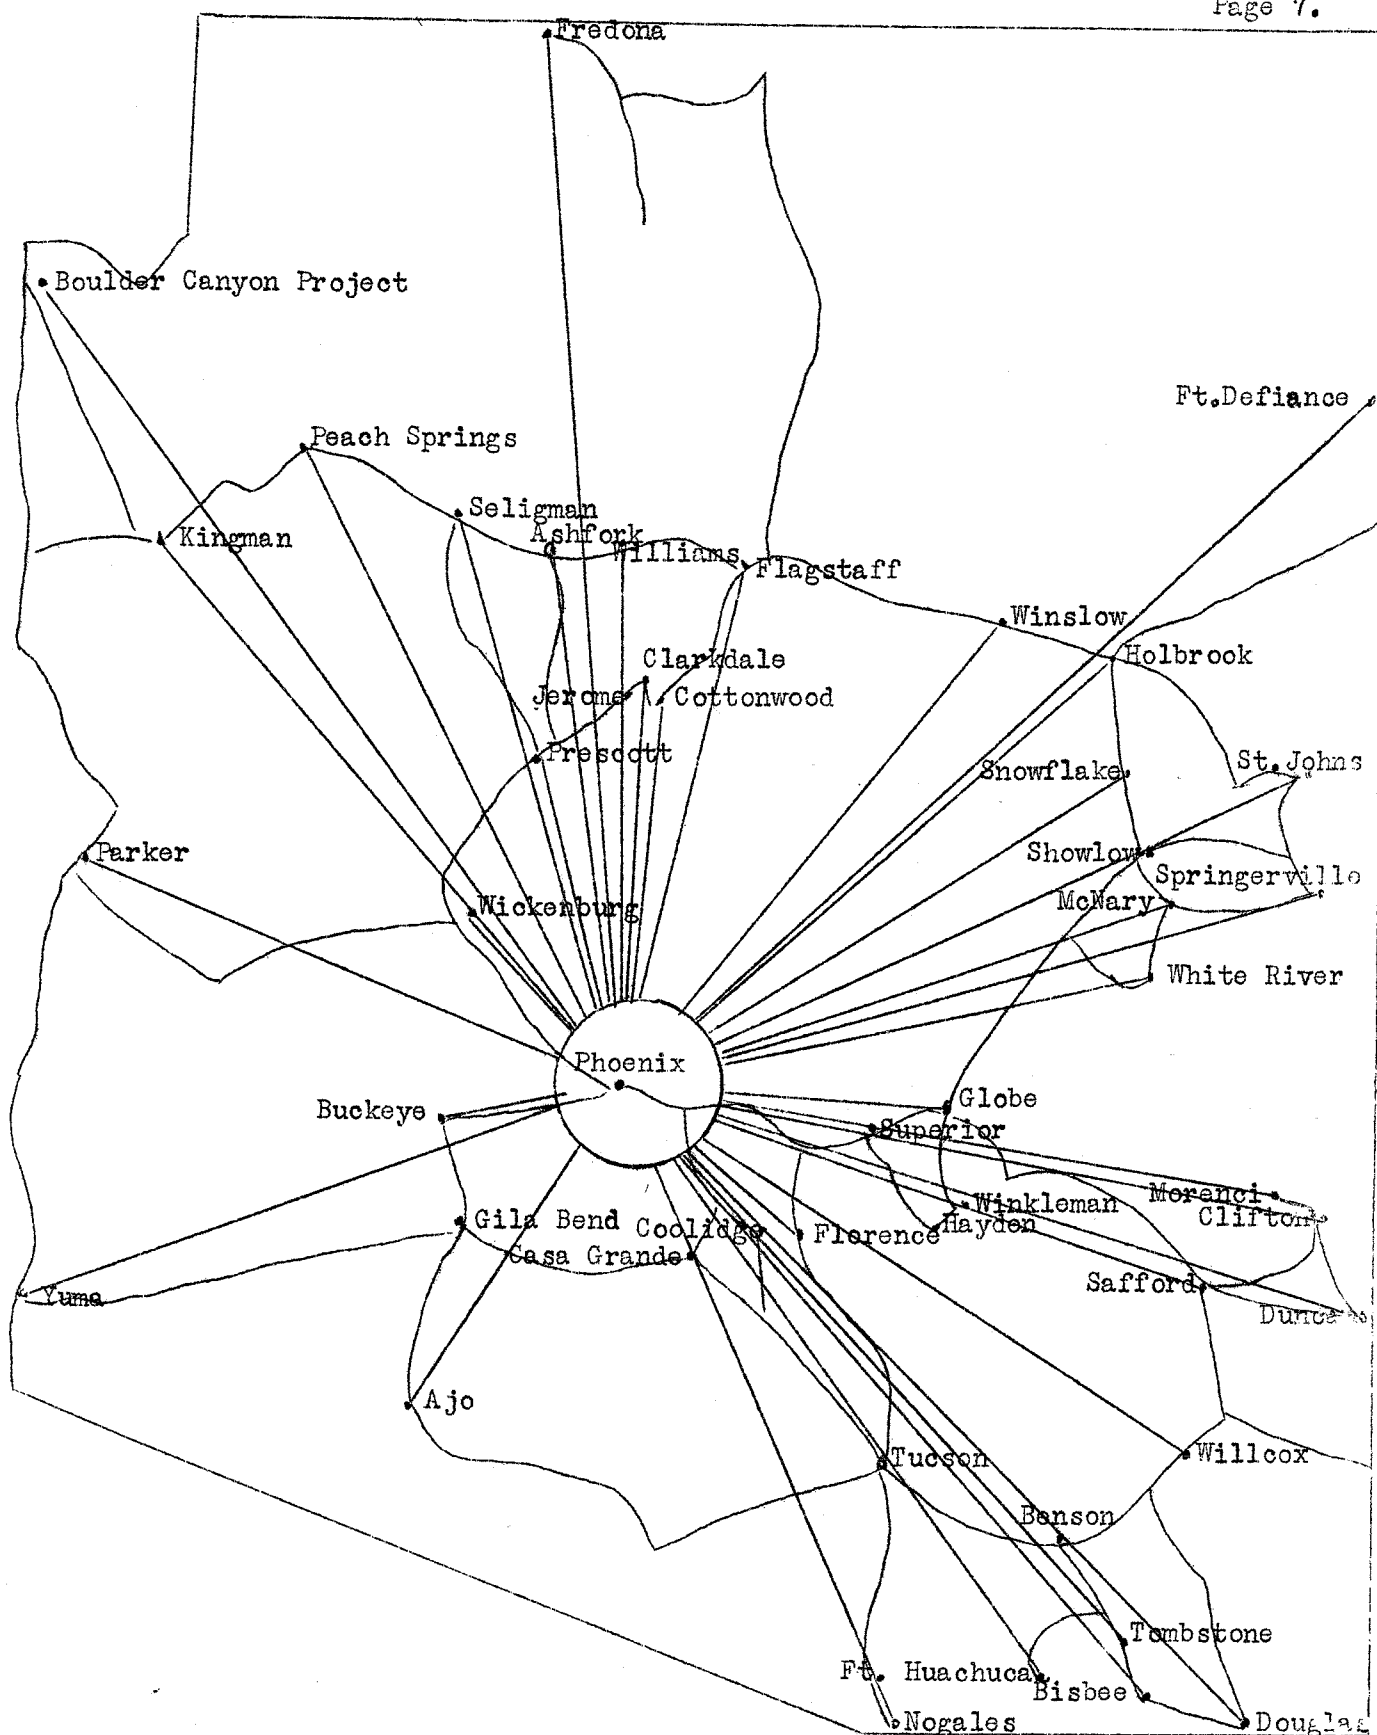 Page 7.
Fredona
Boulder Canyon Project
Ft.Defiance
Peach Springs
Seligman
Ashfork
Kingman
Williams
Flagstaff
Winslow
Holbrook
Clarkdale
Jerome
Cottonwood
Prescott
St. Johns
Snowflake
Parker
Showlow
Springerville
McNary
Wickenburg
White River
Phoenix
Globe
Buckeye
Superior
Morenci
Winkleman
Clifton
Gila Bend
Coolidge
Hayden
Florence
Casa Grande
Safford
Yuma
Ajo
Willcox
Tucson
Benson
Tombstone
Ft. Huachuca
Bisbee
Nogales
Douglas